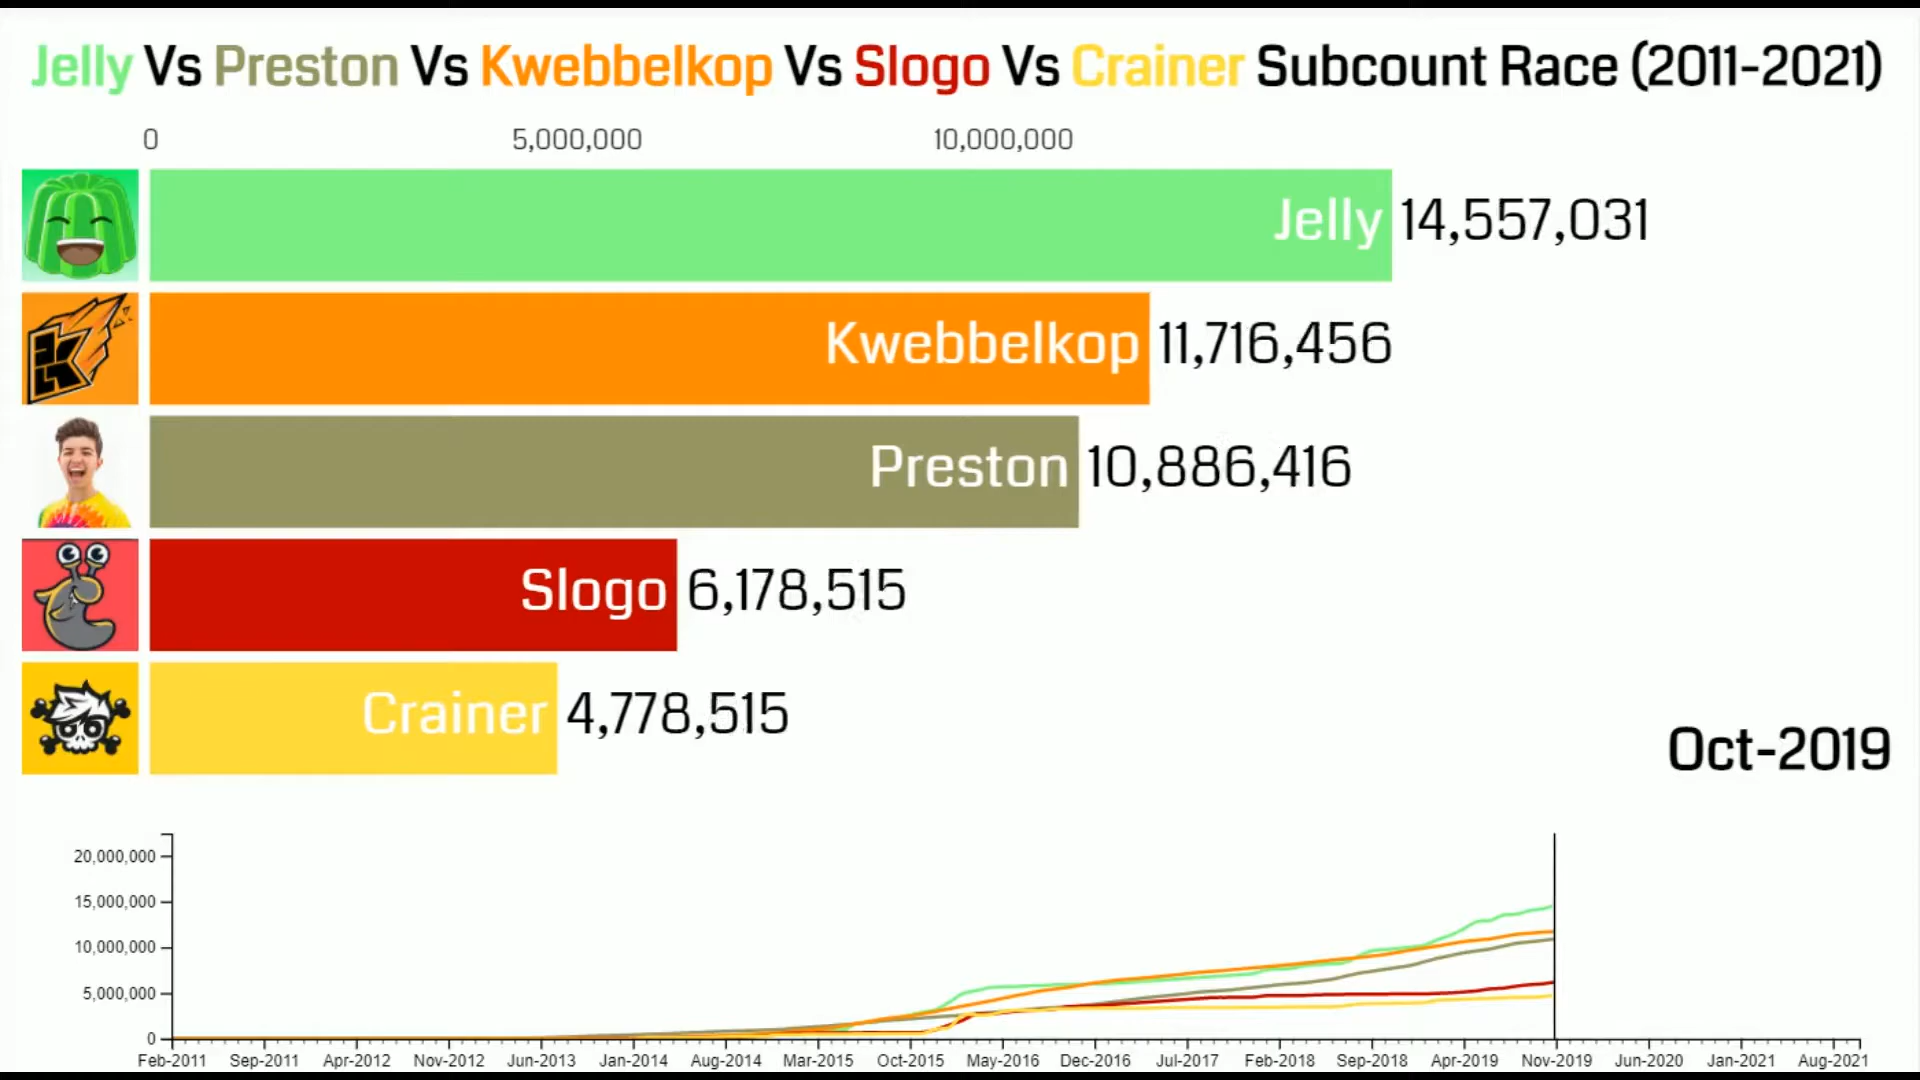 Jelly Vs Preston Vs Kwebbelkop Vs Slogo Vs Crainer Subcount Race (2011-2021)
0 5,000,000 10,000,000
Jelly 14,557,031
Kwebbelkop 11,716,456
Preston 10,886,416
Slogo 6,178,515
Crainer 4,778,515
Oct-2019
20,000,000
15,000,000
10,000,000
5,000,000
0
Feb-2011 Sep-2011 Apr-2012 Nov-2012 Jun-2013 Jan-2014 Aug-2014 Mar-2015 Oct-2015 May-2016 Dec-2016 Jul-2017 Feb-2018 Sep-2018 Apr-2019 Nov-2019 Jun-2020 Jan-2021 Aug-2021